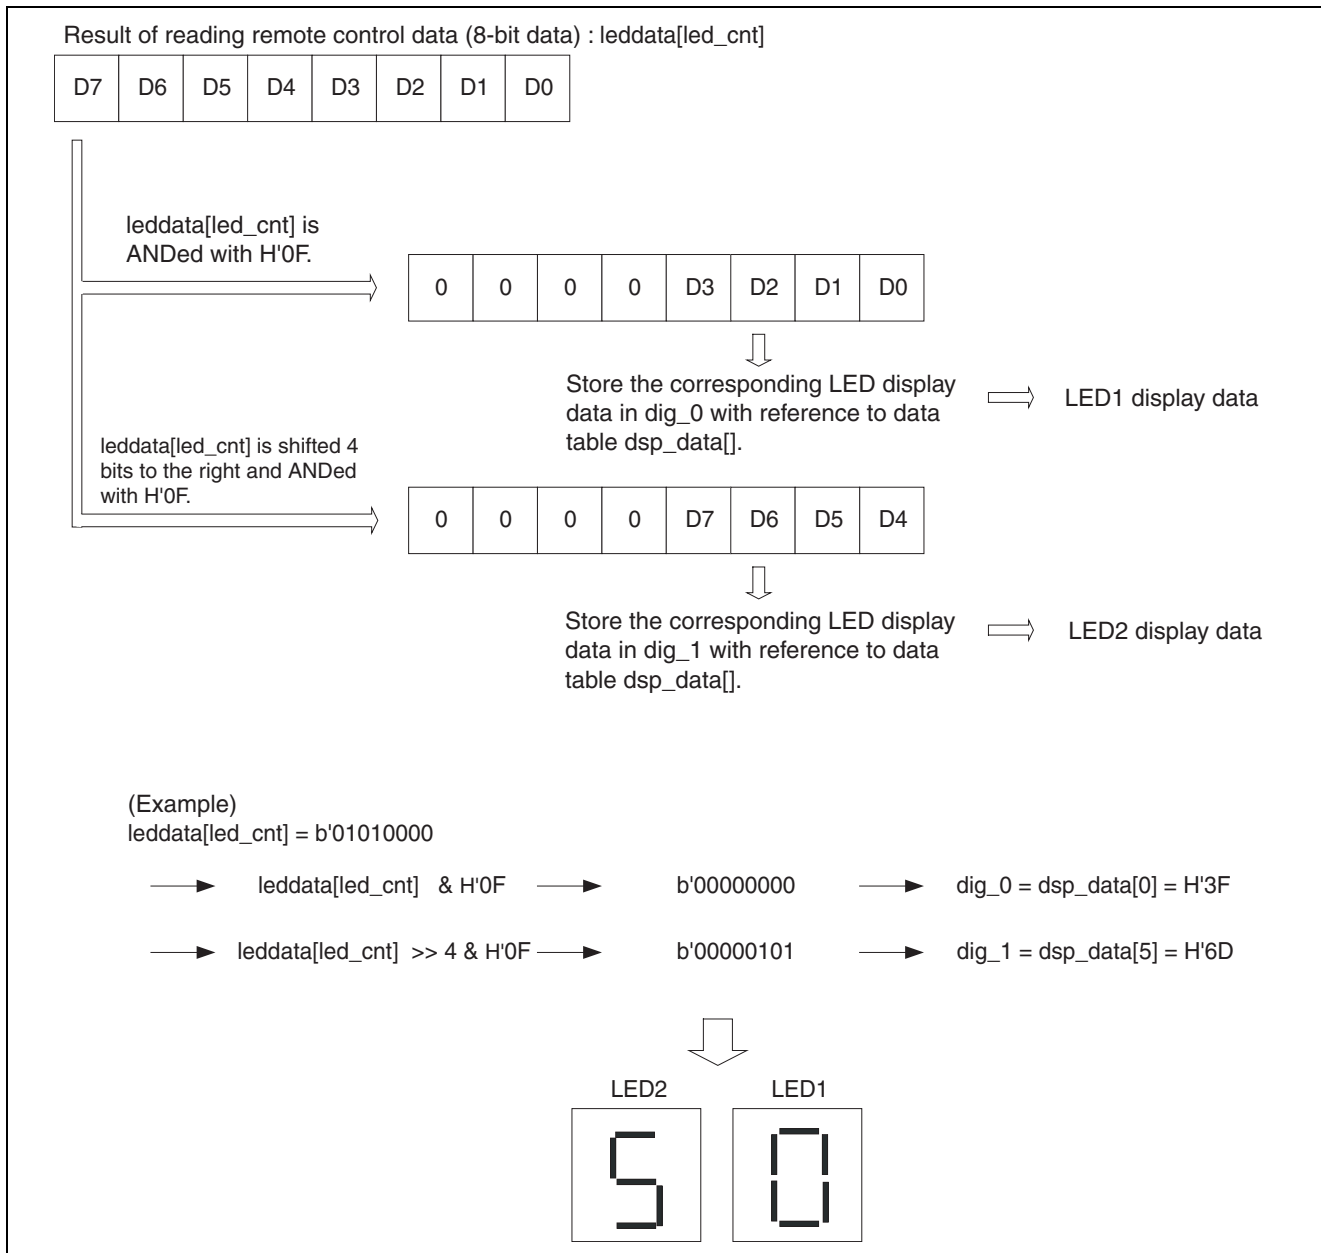 Result of reading remote control data (8-bit data) : leddata[led_cnt]
D7 D6 D5 D4 D3 D2 D1 D0
leddata[led_cnt] is
ANDed with H'0F.
0 0 0 0 D3 D2 D1 D0
Store the corresponding LED display
data in dig_0 with reference to data
table dsp_data[].
LED1 display data
leddata[led_cnt] is shifted 4
bits to the right and ANDed
with H'0F.
0 0 0 0 D7 D6 D5 D4
Store the corresponding LED display
data in dig_1 with reference to data
table dsp_data[].
LED2 display data
(Example)
leddata[led_cnt] = b'01010000
leddata[led_cnt] & H'0F b'00000000 dig_0 = dsp_data[0] = H'3F
leddata[led_cnt] >> 4 & H'0F b'00000101 dig_1 = dsp_data[5] = H'6D
LED2 LED1
5 0